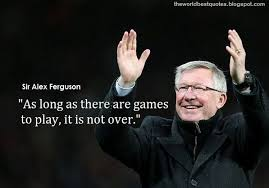 theworldbestquotes.blogspot.com
Sir Alex Ferguson
"As long as there are games
to play, it is not over."